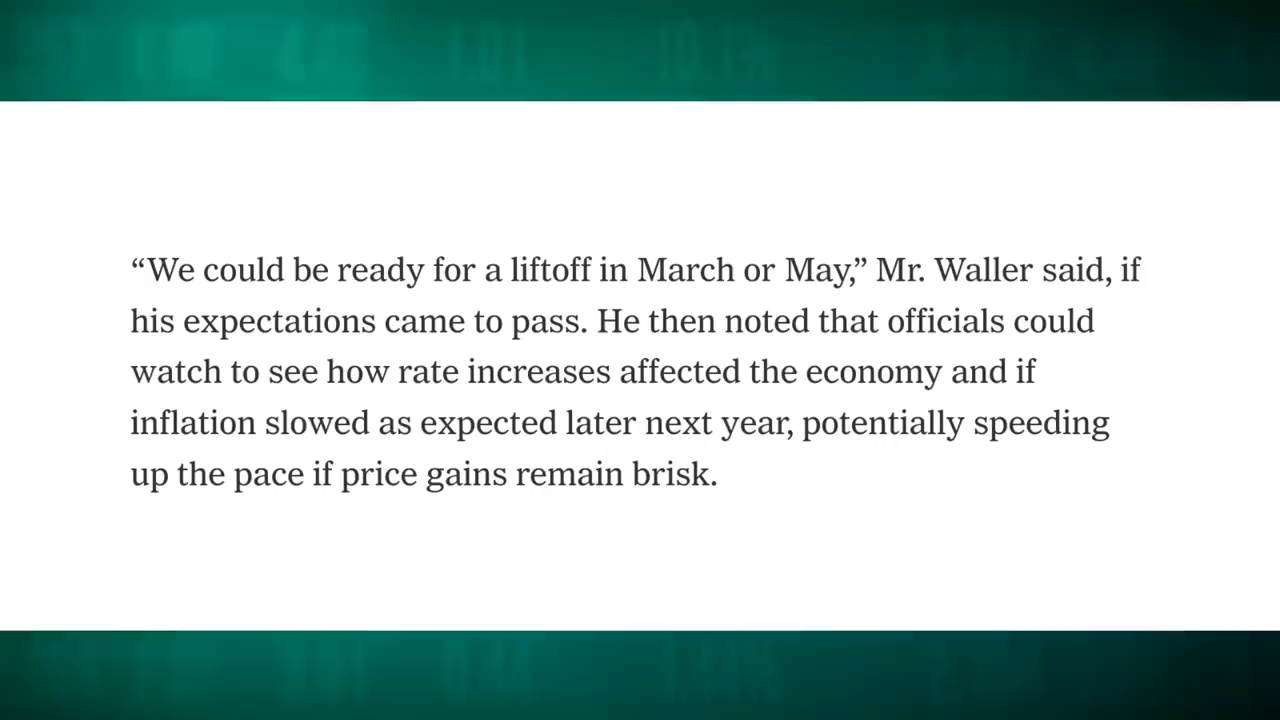 “We could be ready for a liftoff in March or May,” Mr. Waller said, if
his expectations came to pass. He then noted that officials could
watch to see how rate increases affected the economy and if
inflation slowed as expected later next year, potentially speeding
up the pace if price gains remain brisk.